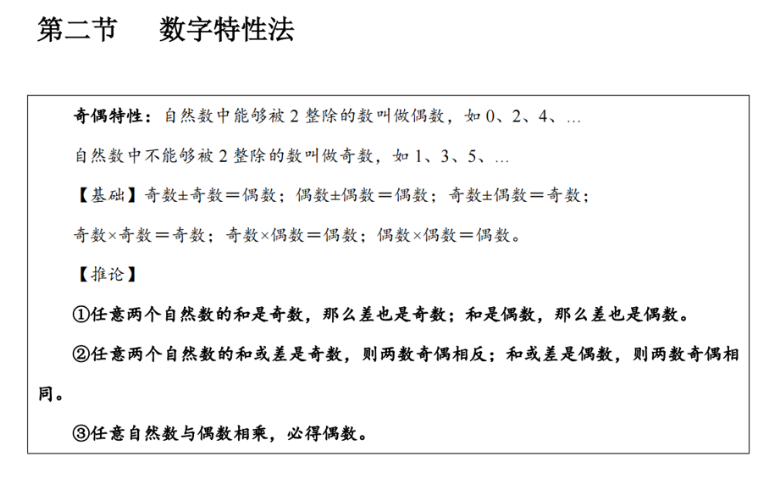 第二节 数字特性法
奇偶特性：自然数中能够被 2 整除的数叫做偶数，如 0、2、4、…
自然数中不能够被 2 整除的数叫做奇数，如 1、3、5、…
【基础】奇数±奇数＝偶数；偶数±偶数＝偶数；奇数±偶数＝奇数；
奇数×奇数＝奇数；奇数×偶数＝偶数；偶数×偶数＝偶数。
【推论】
①任意两个自然数的和是奇数，那么差也是奇数；和是偶数，那么差也是偶数。
②任意两个自然数的和或差是奇数，则两数奇偶相反；和或差是偶数，则两数奇偶相
同。
③任意自然数与偶数相乘，必得偶数。